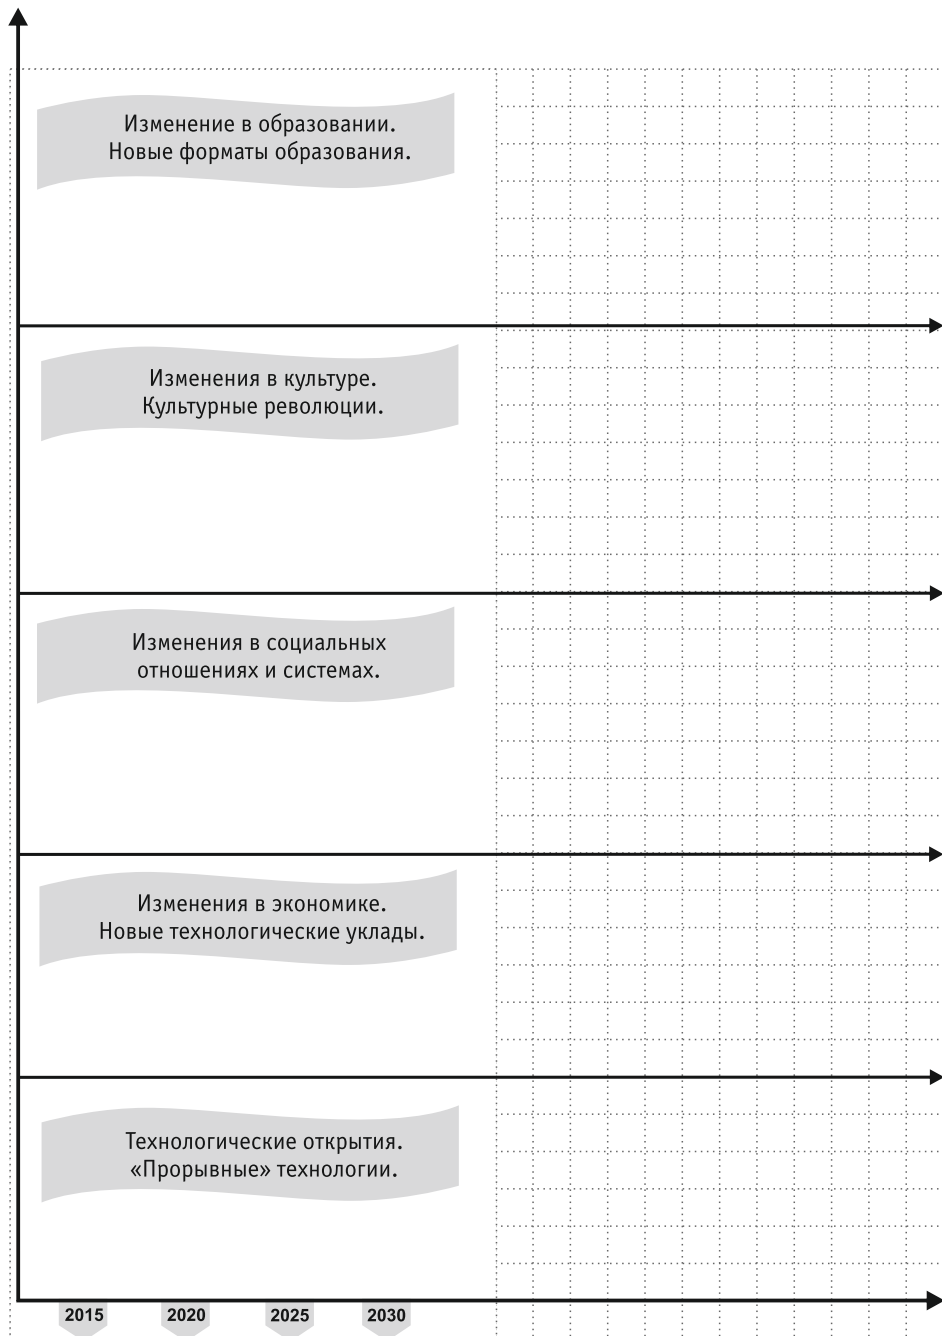 Изменение в образовании.
Новые форматы образования.
Изменения в культуре.
Культурные революции.
Изменения в социальных
отношениях и системах.
Изменения в экономике.
Новые технологические уклады.
Технологические открытия.
«Прорывные» технологии.
2015 2020 2025 2030